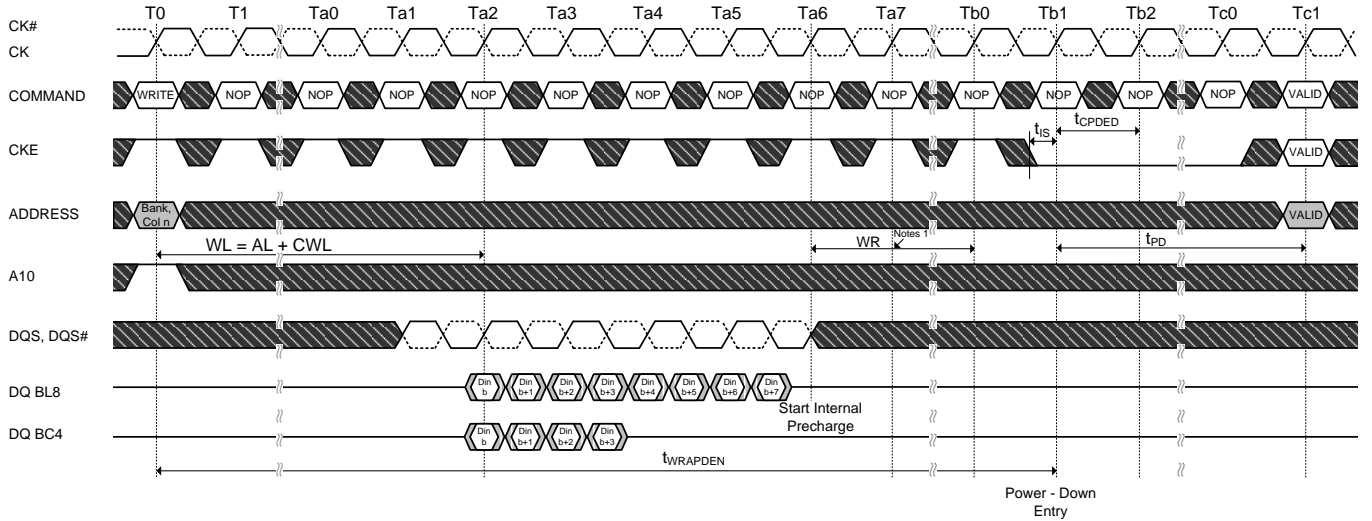 T0 T1 Ta0 Ta1 Ta2 Ta3 Ta4 Ta5 Ta6 Ta7 Tb0 Tb1 Tb2 Tc0 Tc1
CK#
CK
COMMAND WRITE NOP NOP NOP NOP NOP NOP NOP NOP NOP NOP NOP NOP NOP VALID
tIS tCPDED
CKE VALID
ADDRESS Bank, Col n VALID
WL = AL + CWL WR Notes 1 tPD
A10
DQS, DQS#
DQ BL8 Din b Din b+1 Din b+2 Din b+3 Din b+4 Din b+5 Din b+6 Din b+7
Start Internal
Precharge
DQ BC4 Din b Din b+1 Din b+2 Din b+3
tWRAPDEN
Power - Down
Entry